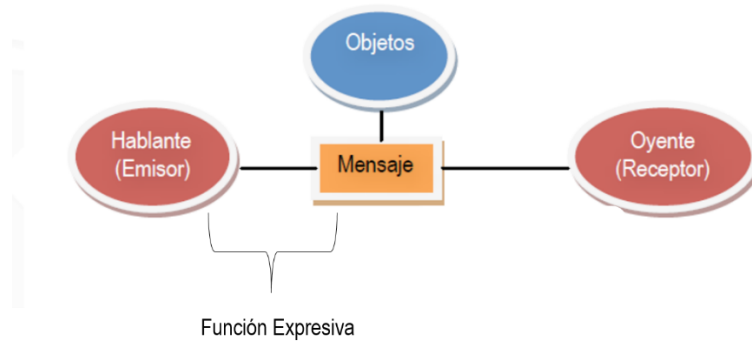 Objetos
Hablante
(Emisor)
Mensaje
Oyente
(Receptor)
Función Expresiva